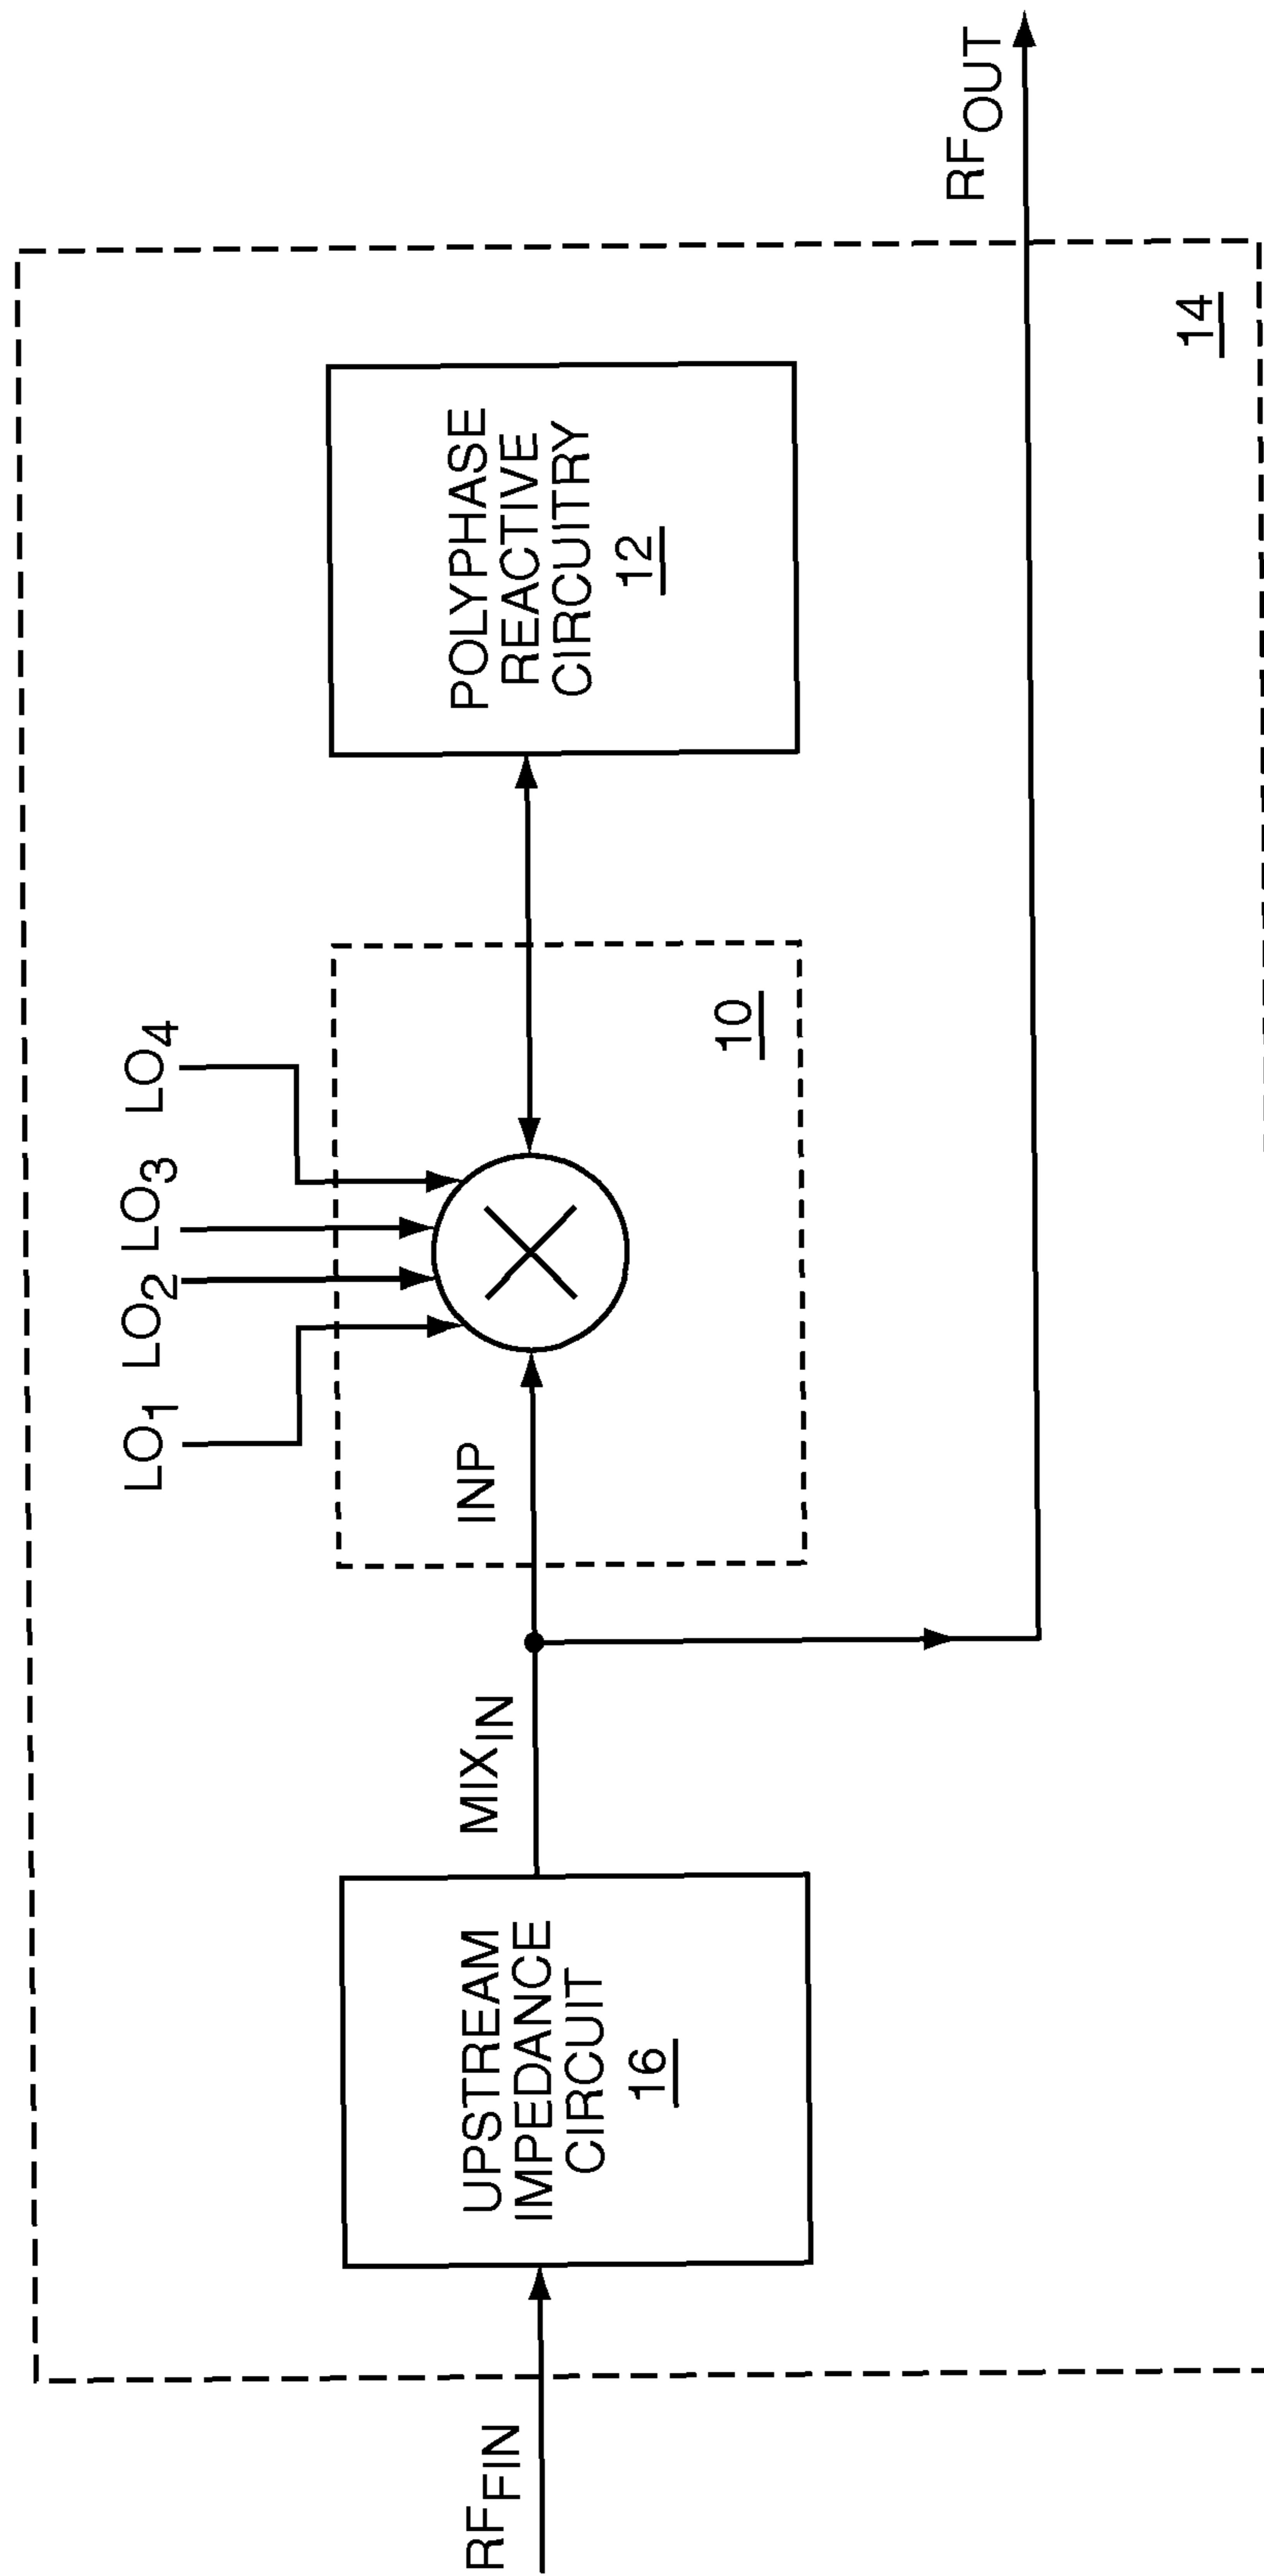 LO₁ LO₂ LO₃ LO₄
RF_FIN
UPSTREAM
IMPEDANCE
CIRCUIT
16
MIX_IN
INP
10
POLYPHASE
REACTIVE
CIRCUITRY
12
RF_OUT
14